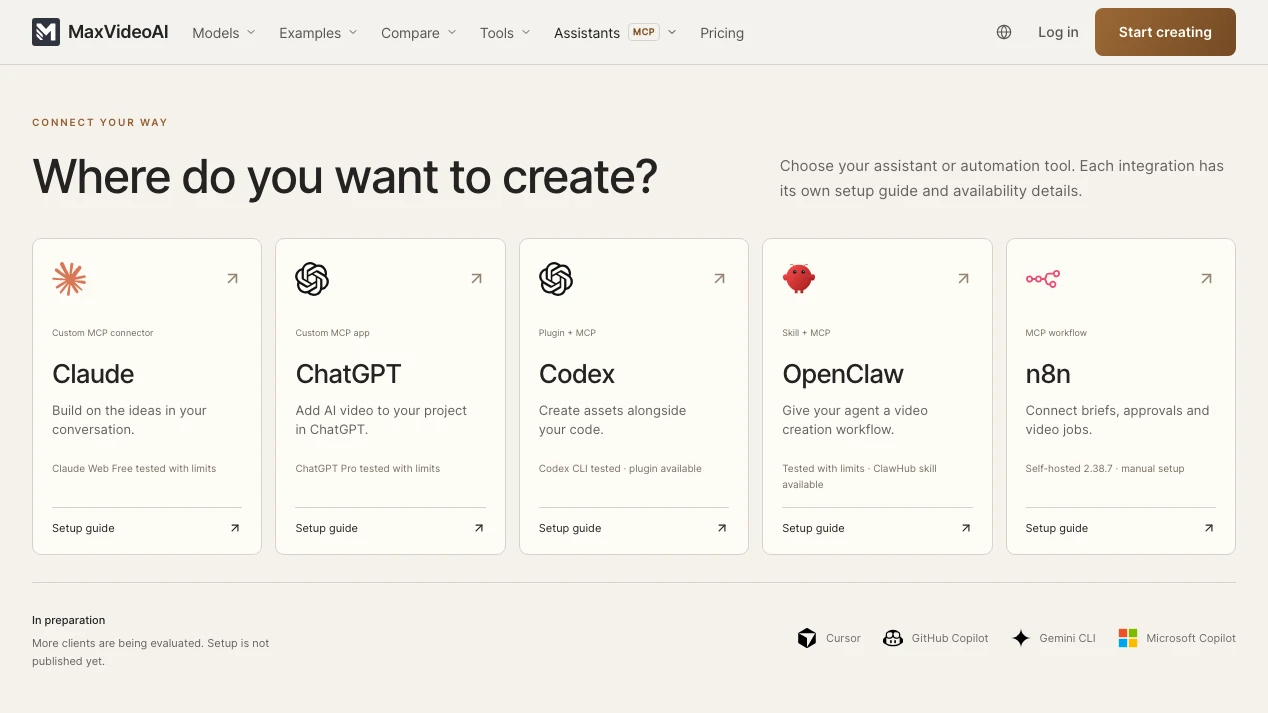 MaxVideoAI
Models
Examples
Compare
Tools
Assistants
MCP
Pricing
Log in
Start creating
CONNECT YOUR WAY
Where do you want to create?
Choose your assistant or automation tool. Each integration has
its own setup guide and availability details.
Custom MCP connector
Claude
Build on the ideas in your
conversation.
Claude Web Free tested with limits
Setup guide
Custom MCP app
ChatGPT
Add AI video to your project
in ChatGPT.
ChatGPT Pro tested with limits
Setup guide
Plugin + MCP
Codex
Create assets alongside
your code.
Codex CLI tested · plugin available
Setup guide
Skill + MCP
OpenClaw
Give your agent a video
creation workflow.
Tested with limits · ClawHub skill
available
Setup guide
MCP workflow
n8n
Connect briefs, approvals and
video jobs.
Self-hosted 2.38.7 · manual setup
Setup guide
In preparation
More clients are being evaluated. Setup is not
published yet.
Cursor
GitHub Copilot
Gemini CLI
Microsoft Copilot